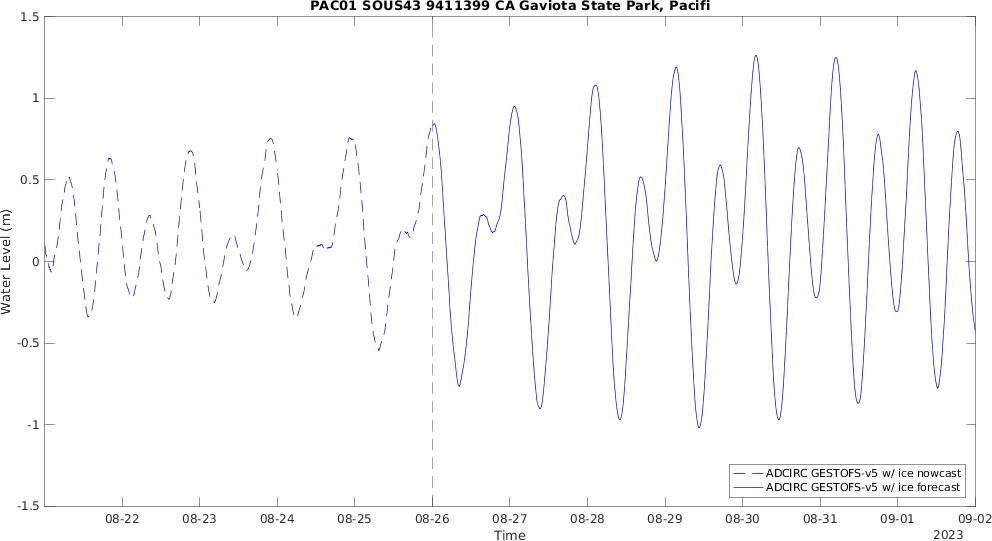 PAC01 SOUS43 9411399 CA Gaviota State Park, Pacifi
1.5
1
0.5
0
-0.5
-1
-1.5
Water Level (m)
ADCIRC GESTOFS-v5 w/ ice nowcast
ADCIRC GESTOFS-v5 w/ ice forecast
08-22 08-23 08-24 08-25 08-26 08-27 08-28 08-29 08-30 08-31 09-01 09-02
Time
2023